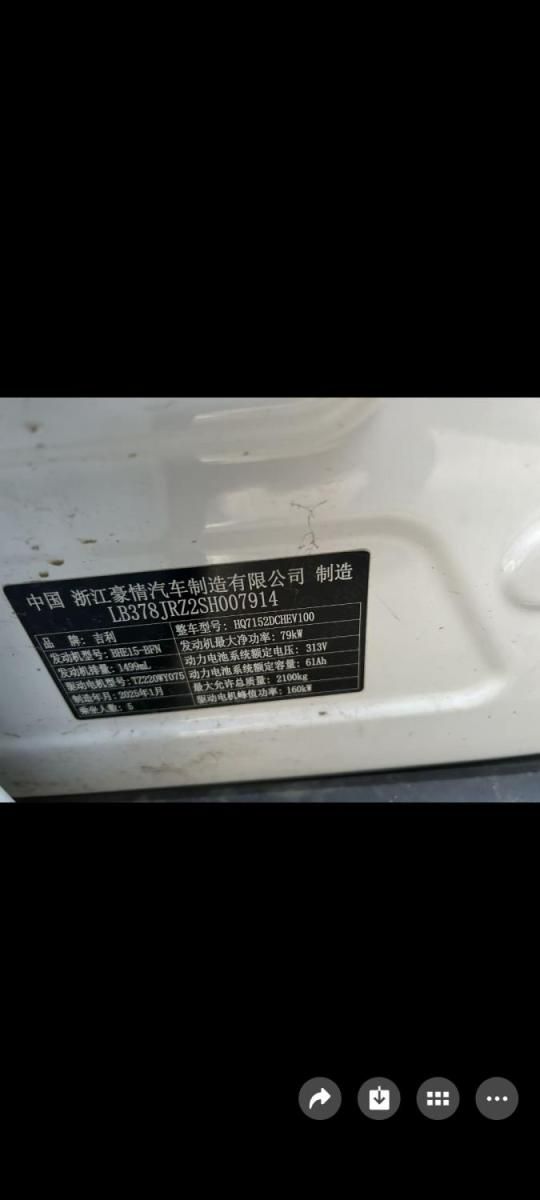 中国 浙江豪情汽车制造有限公司 制造
LB378JRZ2SH007914
品 牌: 吉利 整车型号: HQ7152DCHEV100
发动机型号: BHE15-BFN 发动机最大净功率: 79kW
发动机排量: 1499mL 动力电池系统额定电压: 313V
驱动电机型号: TZ220WY075 动力电池系统额定容量: 61Ah
制造年月: 2025年1月 最大允许总质量: 2100kg
乘坐人数: 5 驱动电机峰值功率: 160kW